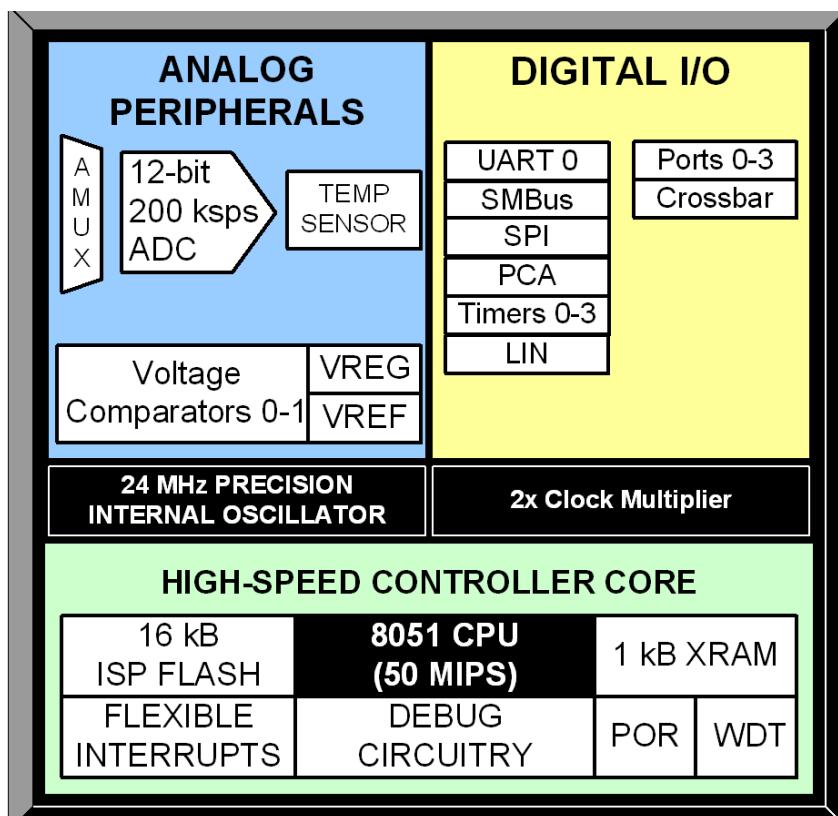 ANALOG
PERIPHERALS
A
M
U
X
12-bit
200 ksps
ADC
TEMP
SENSOR
Voltage
Comparators 0-1
VREG
VREF
DIGITAL I/O
UART 0
SMBus
SPI
PCA
Timers 0-3
LIN
Ports 0-3
Crossbar
24 MHz PRECISION
INTERNAL OSCILLATOR
2x Clock Multiplier
HIGH-SPEED CONTROLLER CORE
16 kB
ISP FLASH
8051 CPU
(50 MIPS)
1 kB XRAM
FLEXIBLE
INTERRUPTS
DEBUG
CIRCUITRY
POR
WDT